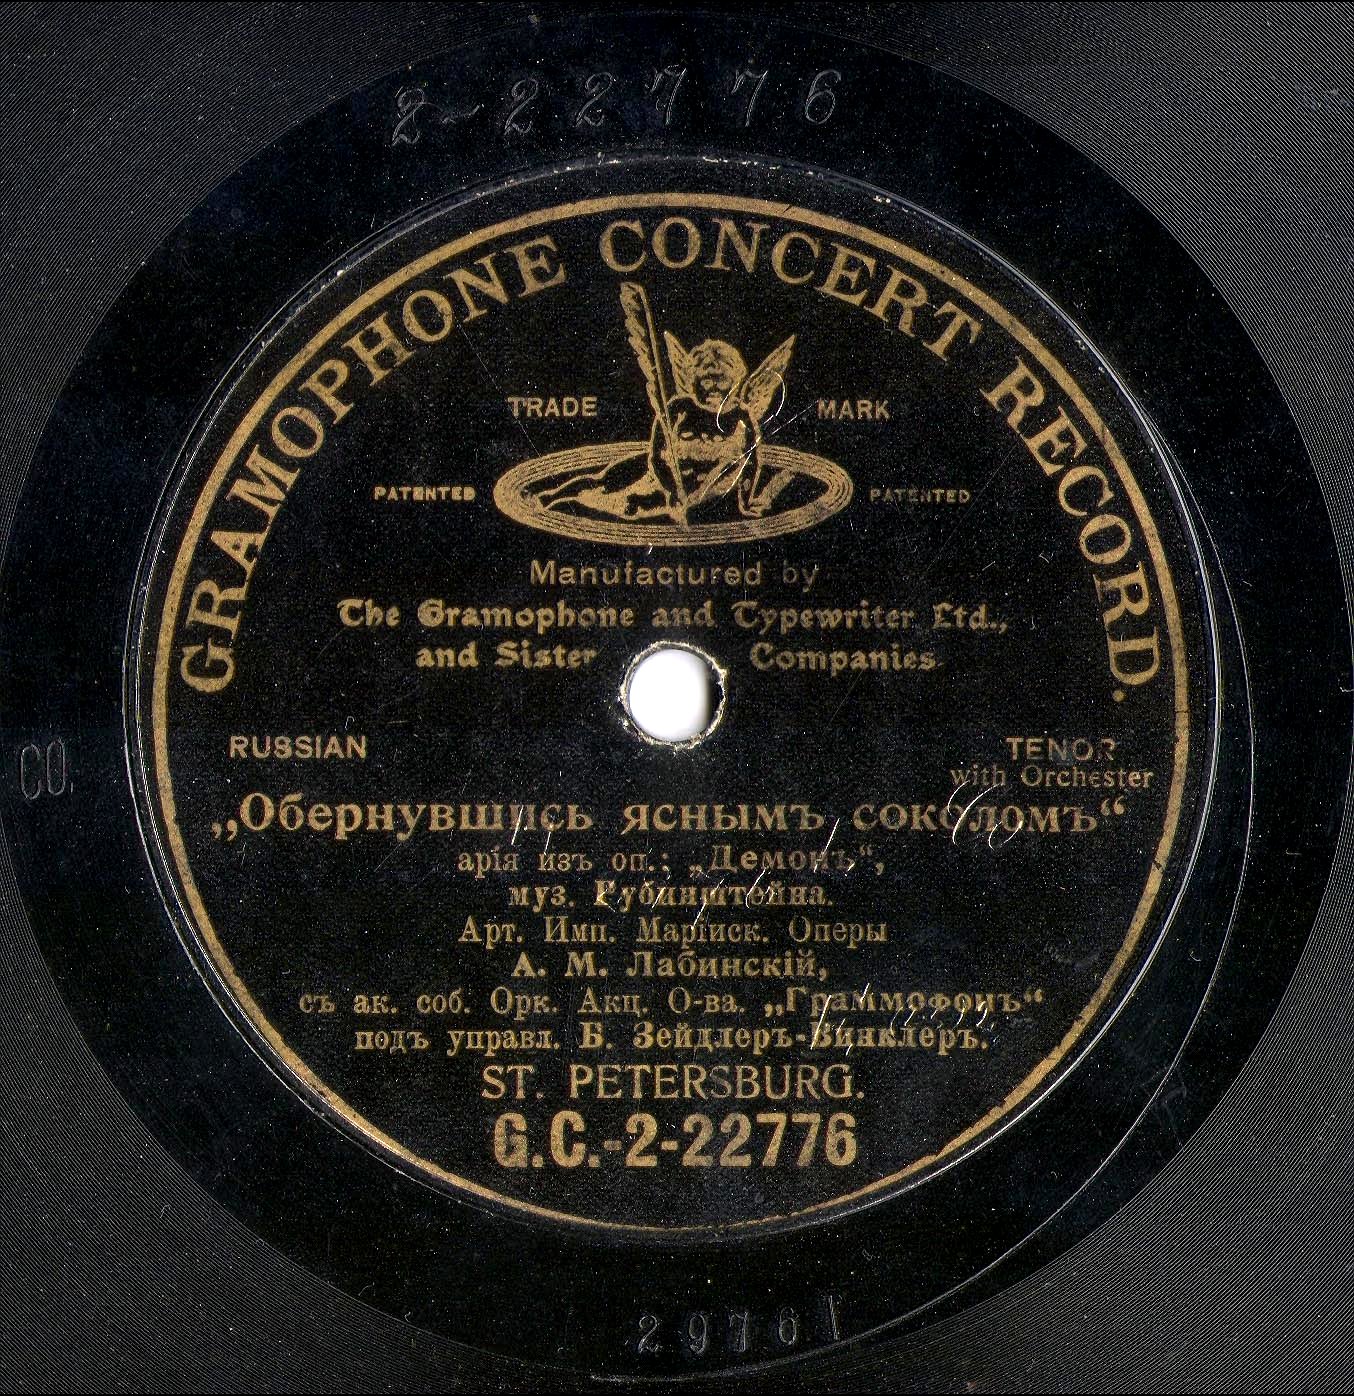 2-22776
GRAMOPHONE CONCERT RECORD.
TRADE MARK
PATENTED PATENTED
Manufactured by
The Gramophone and Typewriter Ltd.,
and Sister Companies.
RUSSIAN
TENOR
with Orchester
CO.
„Обернувшись яснымъ соколомъ“
арія изъ оп.; „Демонъ“,
муз. Рубинштейна.
Арт. Имп. Маріиск. Оперы
А. М. Лабинскій,
съ ак. соб. Орк. Акц. О-ва. „Граммофонъ“
подъ управл. Б. Зейдлеръ-Винклеръ.
ST. PETERSBURG.
G.C.-2-22776